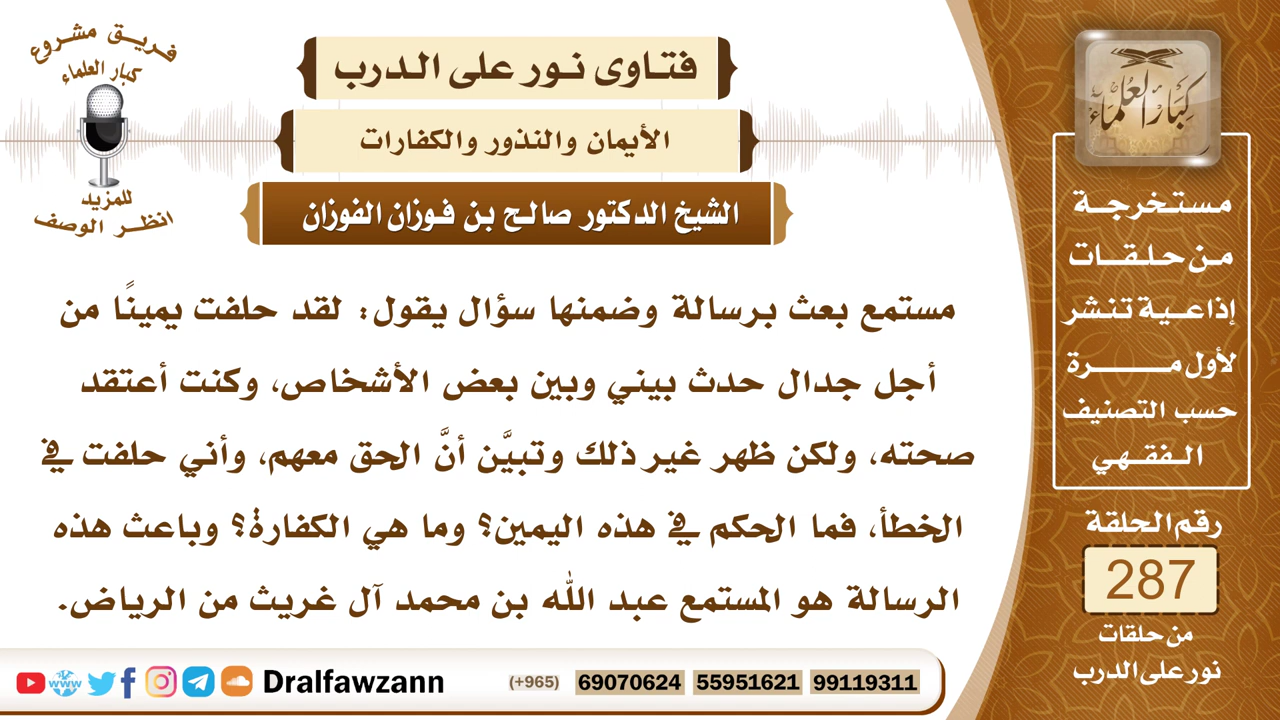 فريق مشروع
كبار العلماء
للمزيد
انظر الوصف
فتاوى نور على الدرب
الأيمان والنذور والكفارات
الشيخ الدكتور صالح بن فوزان الفوزان
مستمع بعث برسالة وضمنها سؤال يقول: لقد حلفت يمينًا من
أجل جدال حدث بيني وبين بعض الأشخاص، وكنت أعتقد
صحته، ولكن ظهر غير ذلك وتبيَّن أنَّ الحق معهم، وأني حلفت في
الخطأ، فما الحكم في هذه اليمين؟ وما هي الكفارة؟ وباعث هذه
الرسالة هو المستمع عبد الله بن محمد آل غريث من الرياض.
كبار العلماء
مستخرجة
من حلقات
إذاعية تنشر
لأول مرة
حسب التصنيف
الفقهي
رقم الحلقة
287
من حلقات
نور على الدرب
www Dralfawzann (+965) 69070624 55951621 99119311